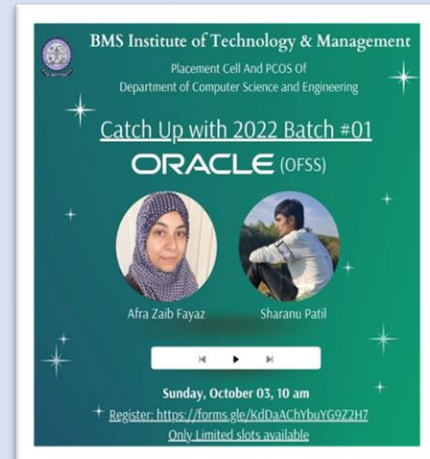 BMS Institute of Technology & Management
Placement Cell And PCOS Of
Department of Computer Science and Engineering
Catch Up with 2022 Batch #01
ORACLE (OFSS)
Afra Zaib Fayaz
Sharanu Patil
Sunday, October 03, 10 am
Register: https://forms.gle/KdDaAChYbuYG9Z2H7
Only Limited slots available